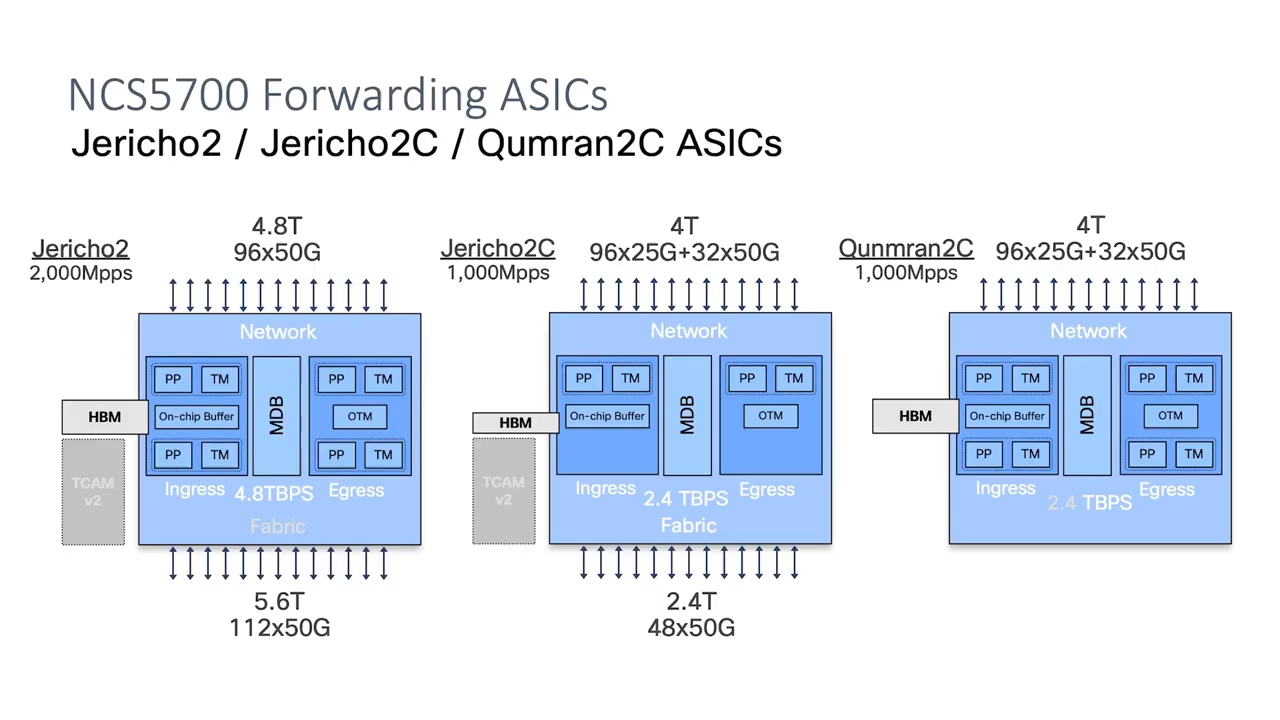 NCS5700 Forwarding ASICs
Jericho2 / Jericho2C / Qumran2C ASICs
Jericho2
2,000Mpps
4.8T
96x50G
Network
PP TM
On-chip Buffer
PP TM
MDB
PP TM
OTM
PP TM
HBM
TCAM
v2
Ingress
4.8TBPS
Egress
Fabric
5.6T
112x50G
Jericho2C
1,000Mpps
4T
96x25G+32x50G
Network
PP TM
On-chip Buffer
MDB
PP TM
OTM
HBM
TCAM
v2
Ingress
2.4 TBPS
Egress
Fabric
2.4T
48x50G
Qunmran2C
1,000Mpps
4T
96x25G+32x50G
Network
PP TM
On-chip Buffer
PP TM
MDB
PP TM
OTM
PP TM
HBM
Ingress
2.4 TBPS
Egress